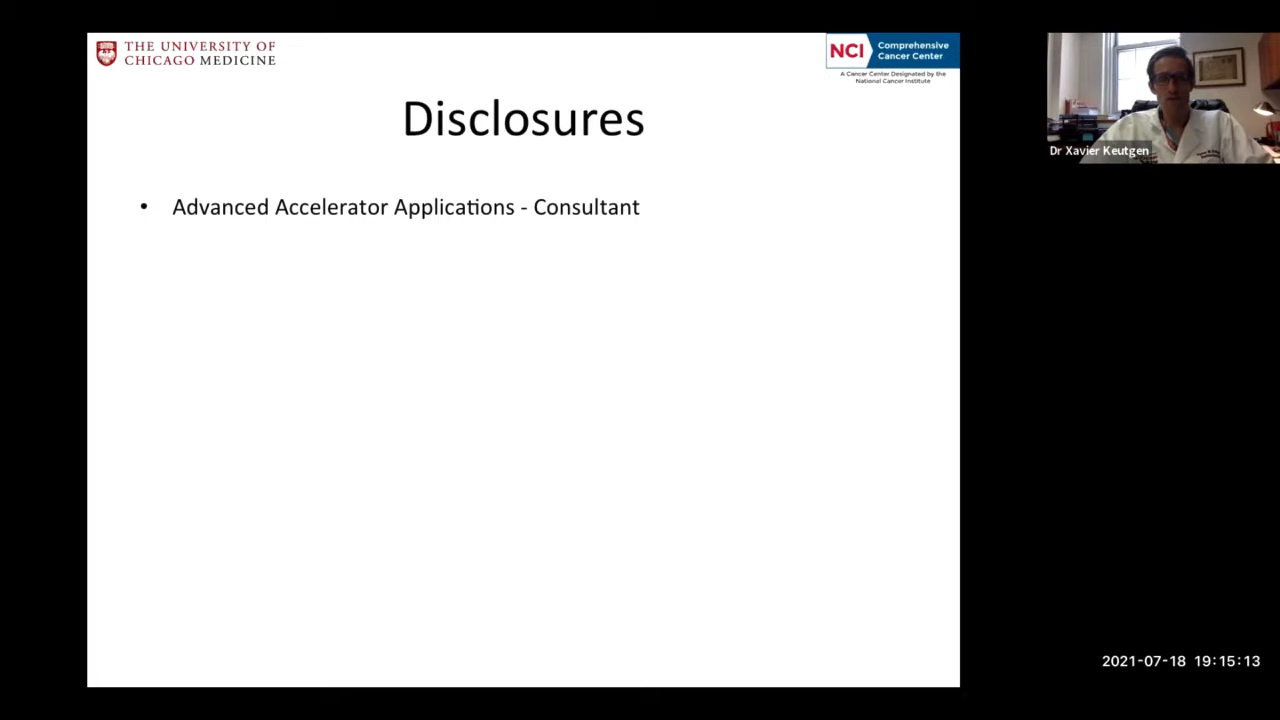 THE UNIVERSITY OF
CHICAGO MEDICINE
NCI Comprehensive
Cancer Center
A Cancer Center Designated by the
National Cancer Institute
Disclosures
• Advanced Accelerator Applications - Consultant
Dr Xavier Keutgen
2021-07-18 19:15:13